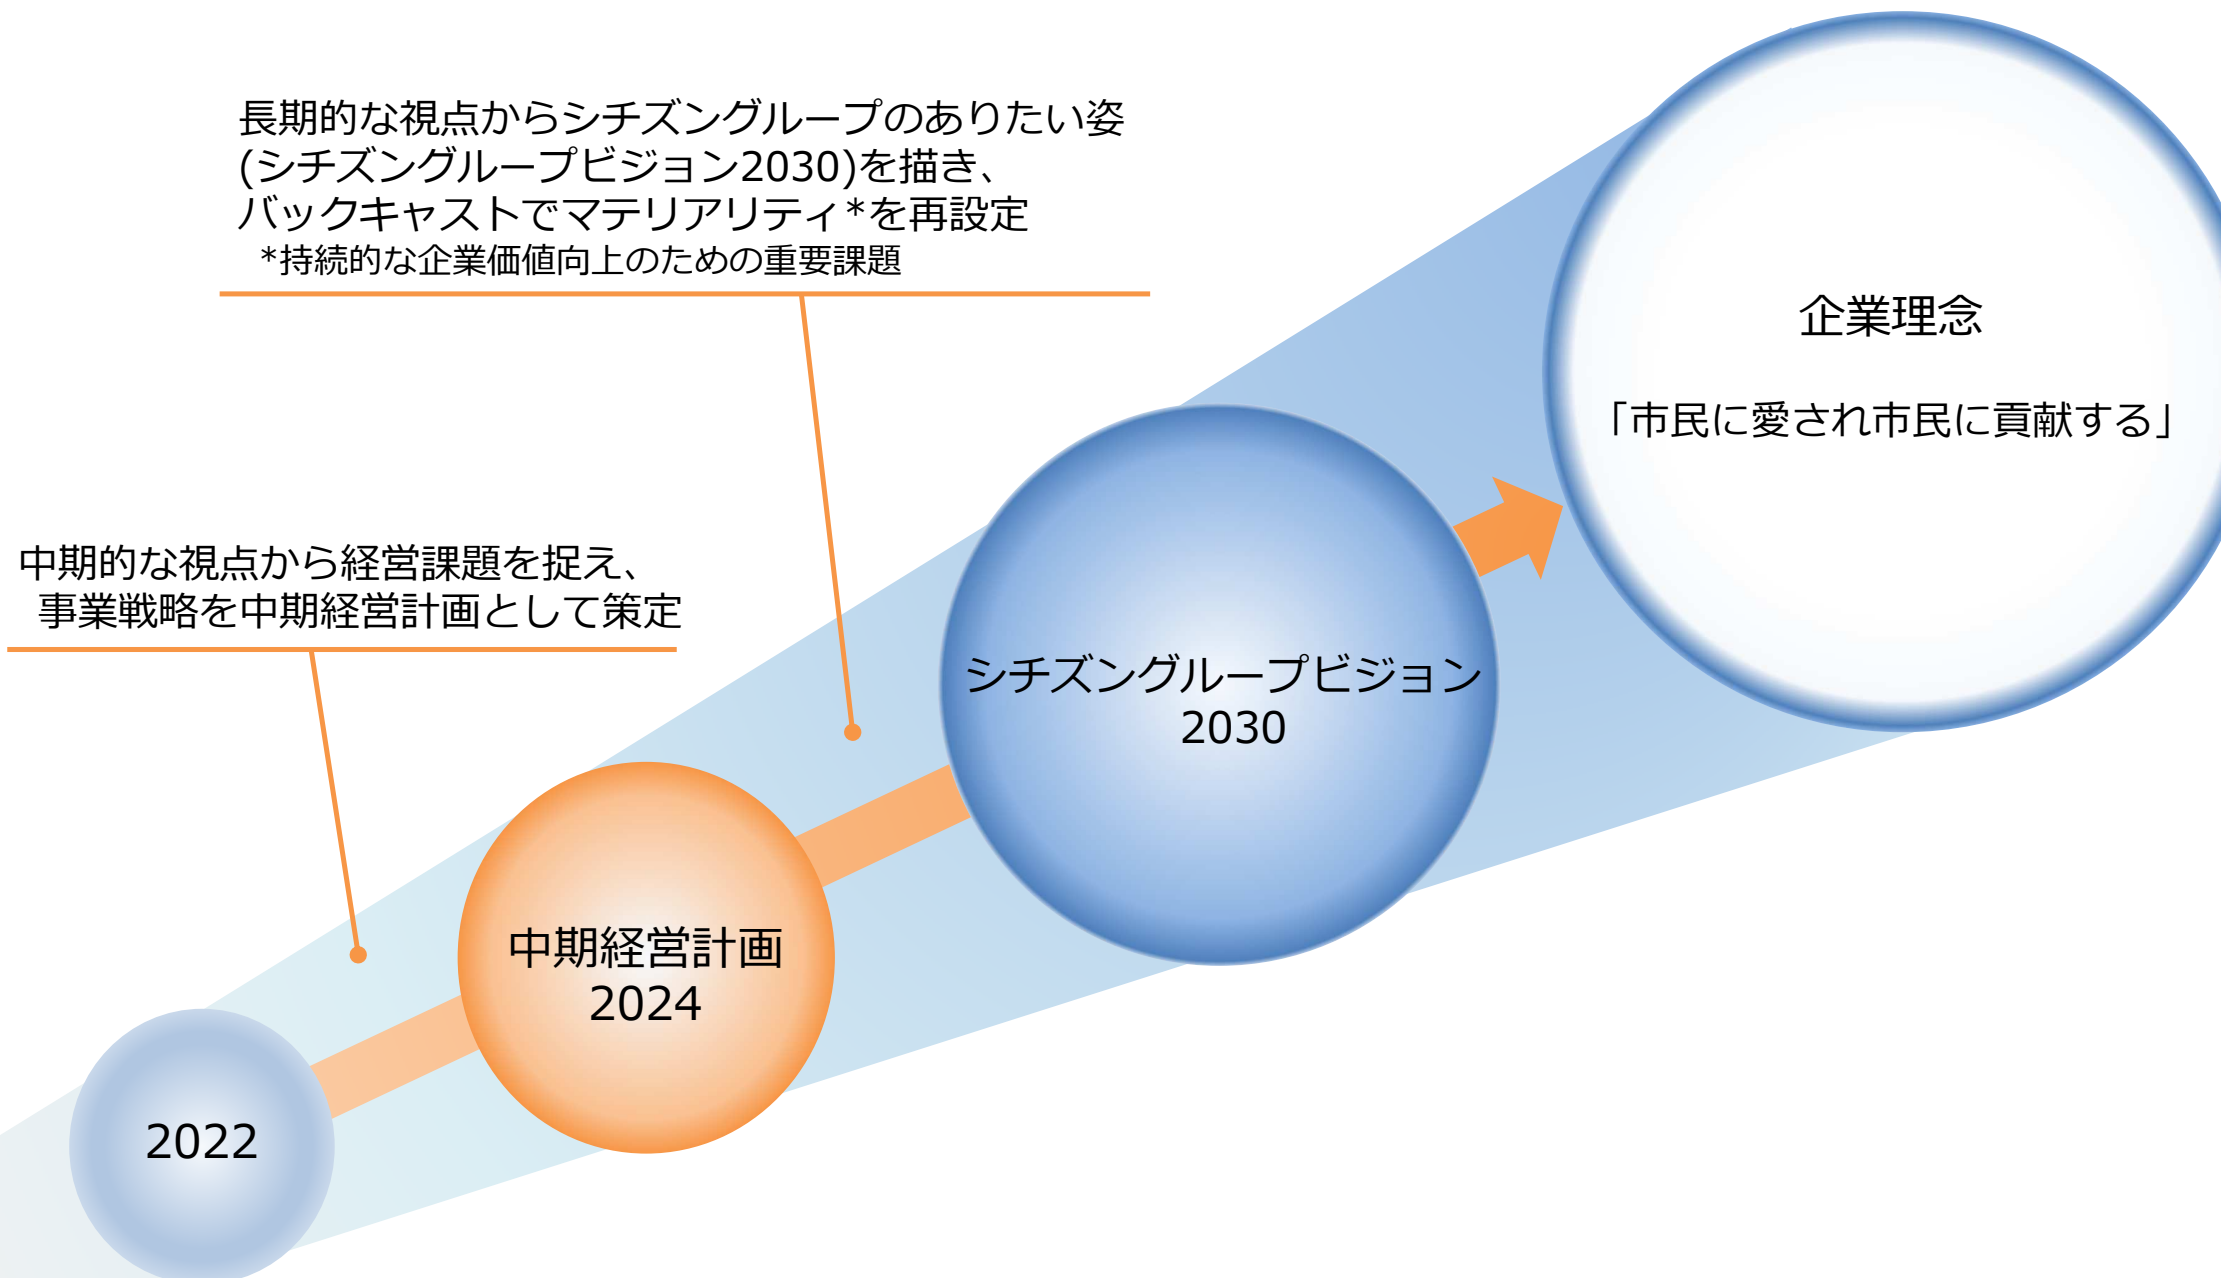 長期的な視点からシチズングループのありたい姿
(シチズングループビジョン2030)を描き、
バックキャストでマテリアリティ*を再設定
*持続的な企業価値向上のための重要課題
企業理念
「市民に愛され市民に貢献する」
中期的な視点から経営課題を捉え、
事業戦略を中期経営計画として策定
シチズングループビジョン
2030
中期経営計画
2024
2022